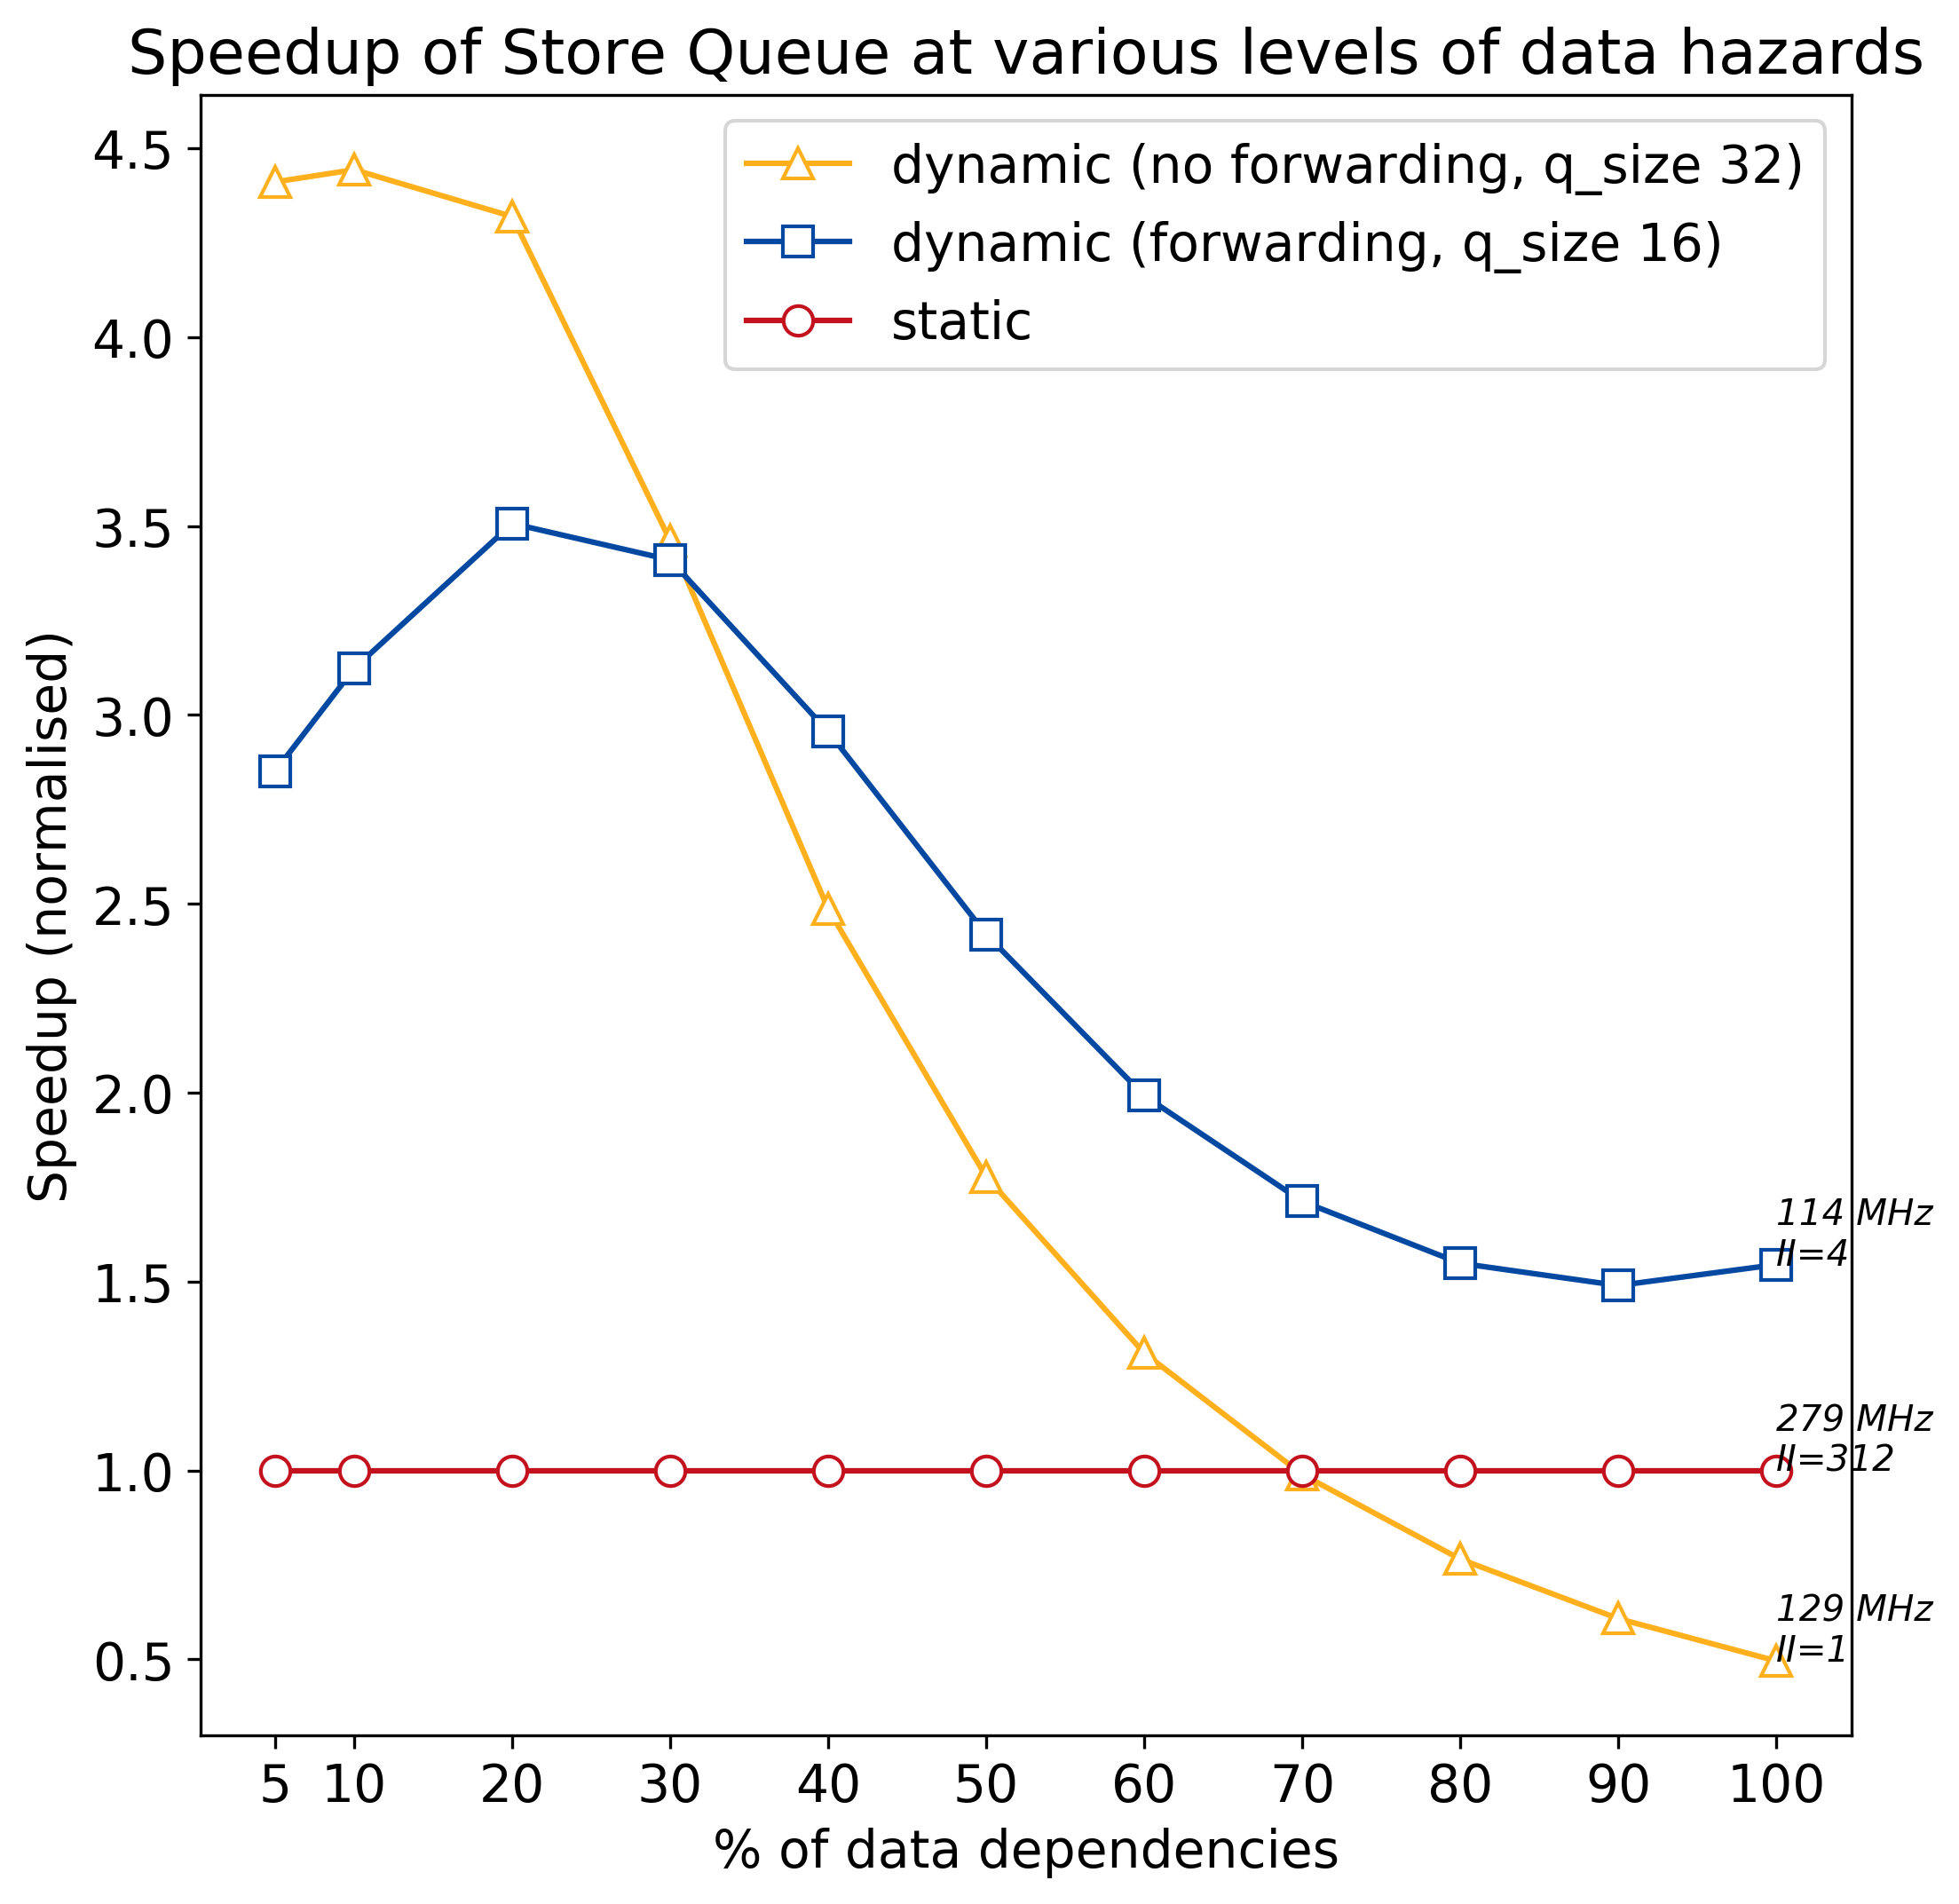 Speedup of Store Queue at various levels of data hazards
dynamic (no forwarding, q_size 32)
dynamic (forwarding, q_size 16)
static
Speedup (normalised)
4.5
4.0
3.5
3.0
2.5
2.0
1.5
1.0
0.5
114 MHz
II=4
279 MHz
II=312
129 MHz
II=1
5 10 20 30 40 50 60 70 80 90 100
% of data dependencies